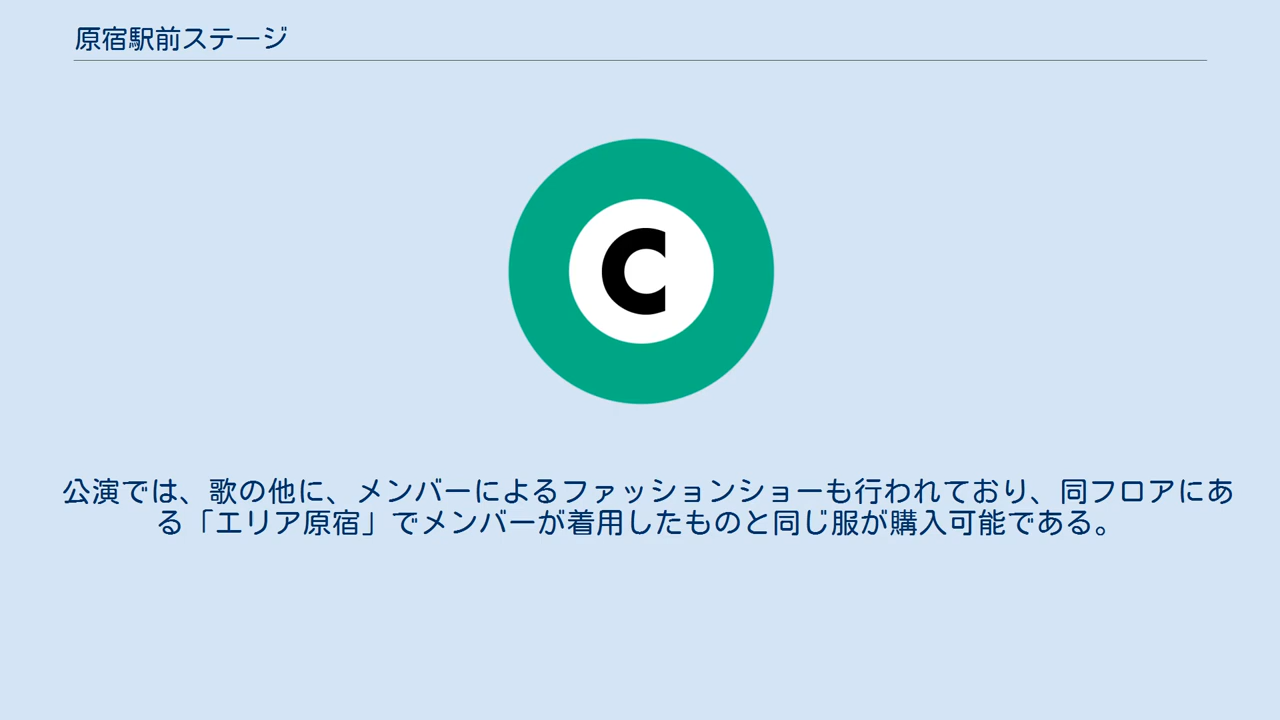 原宿駅前ステージ
C
公演では、歌の他に、メンバーによるファッションショーも行われており、同フロアにあ
る「エリア原宿」でメンバーが着用したものと同じ服が購入可能である。